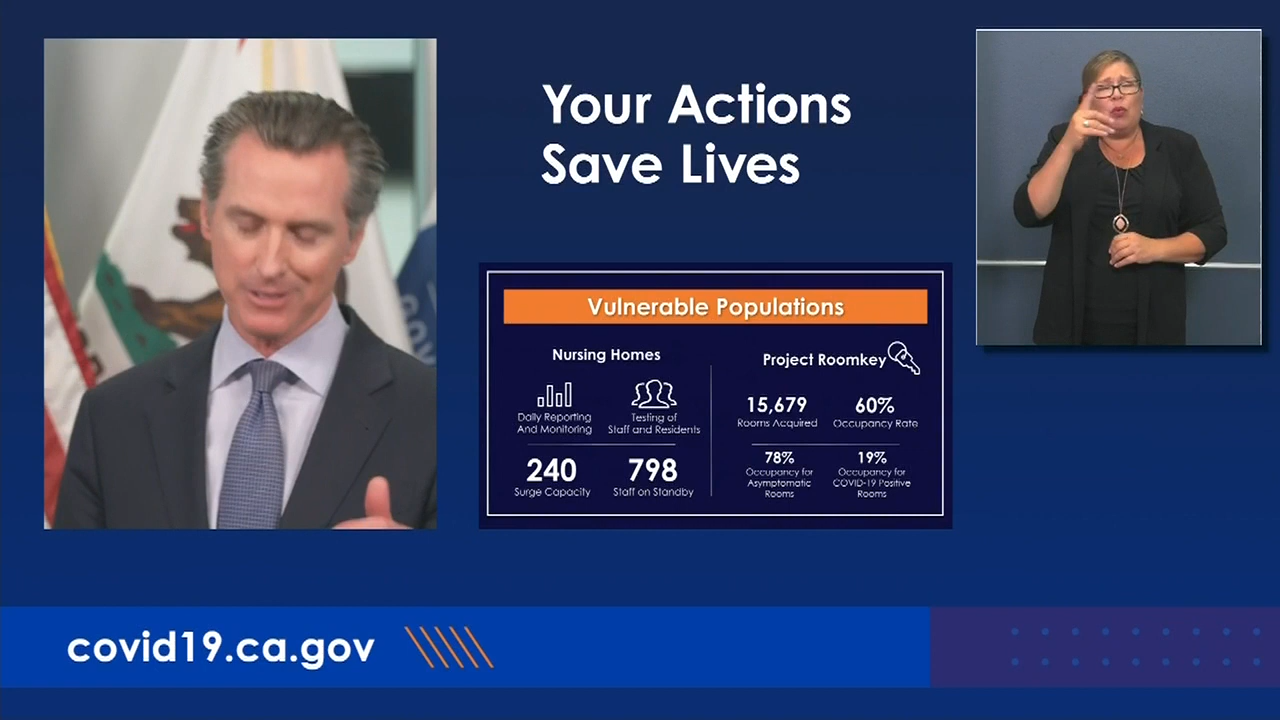 Your Actions
Save Lives
Vulnerable Populations
Nursing Homes
Daily Reporting
And Monitoring
Testing of
Staff and Residents
240
Surge Capacity
798
Staff on Standby
Project Roomkey
15,679
Rooms Acquired
60%
Occupancy Rate
78%
Occupancy for
Asymptomatic
Rooms
19%
Occupancy for
COVID-19 Positive
Rooms
covid19.ca.gov